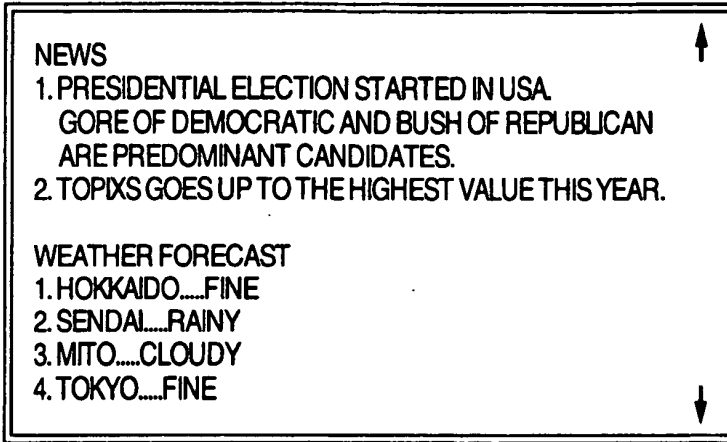 NEWS
1. PRESIDENTIAL ELECTION STARTED IN USA.
GORE OF DEMOCRATIC AND BUSH OF REPUBLICAN
ARE PREDOMINANT CANDIDATES.
2. TOPIXS GOES UP TO THE HIGHEST VALUE THIS YEAR.
WEATHER FORECAST
1. HOKKAIDO.....FINE
2. SENDAI.....RAINY
3. MITO.....CLOUDY
4. TOKYO.....FINE